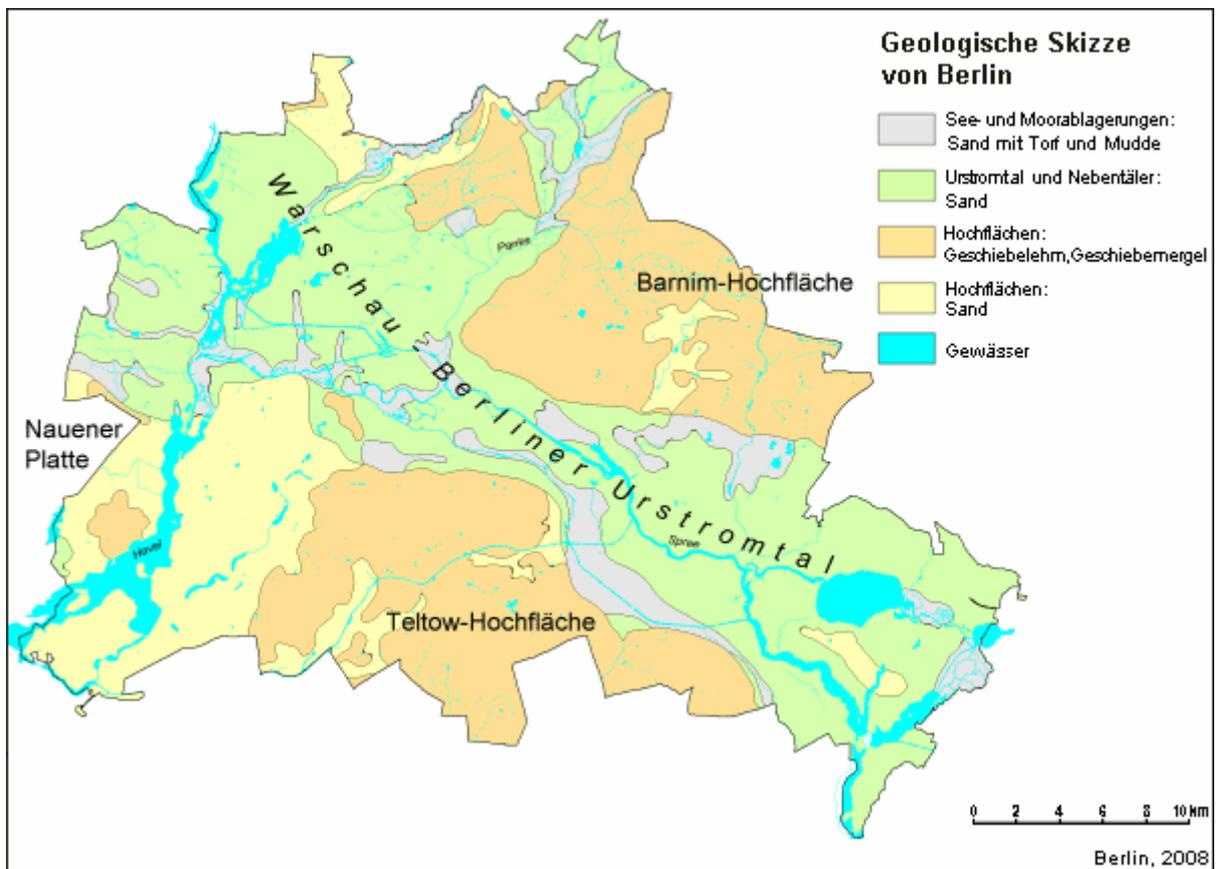 Geologische Skizze
von Berlin
See- und Moorablagerungen:
Sand mit Torf und Mudde
Urstromtal und Nebentäler:
Sand
Hochflächen:
Geschiebelehm,Geschiebemergel
Hochflächen:
Sand
Gewässer
Warschau - Berliner Urstromtal
Panke
Barnim-Hochfläche
Nauener
Platte
Havel
Spree
Teltow-Hochfläche
0 2 4 6 8 10 km
Berlin, 2008